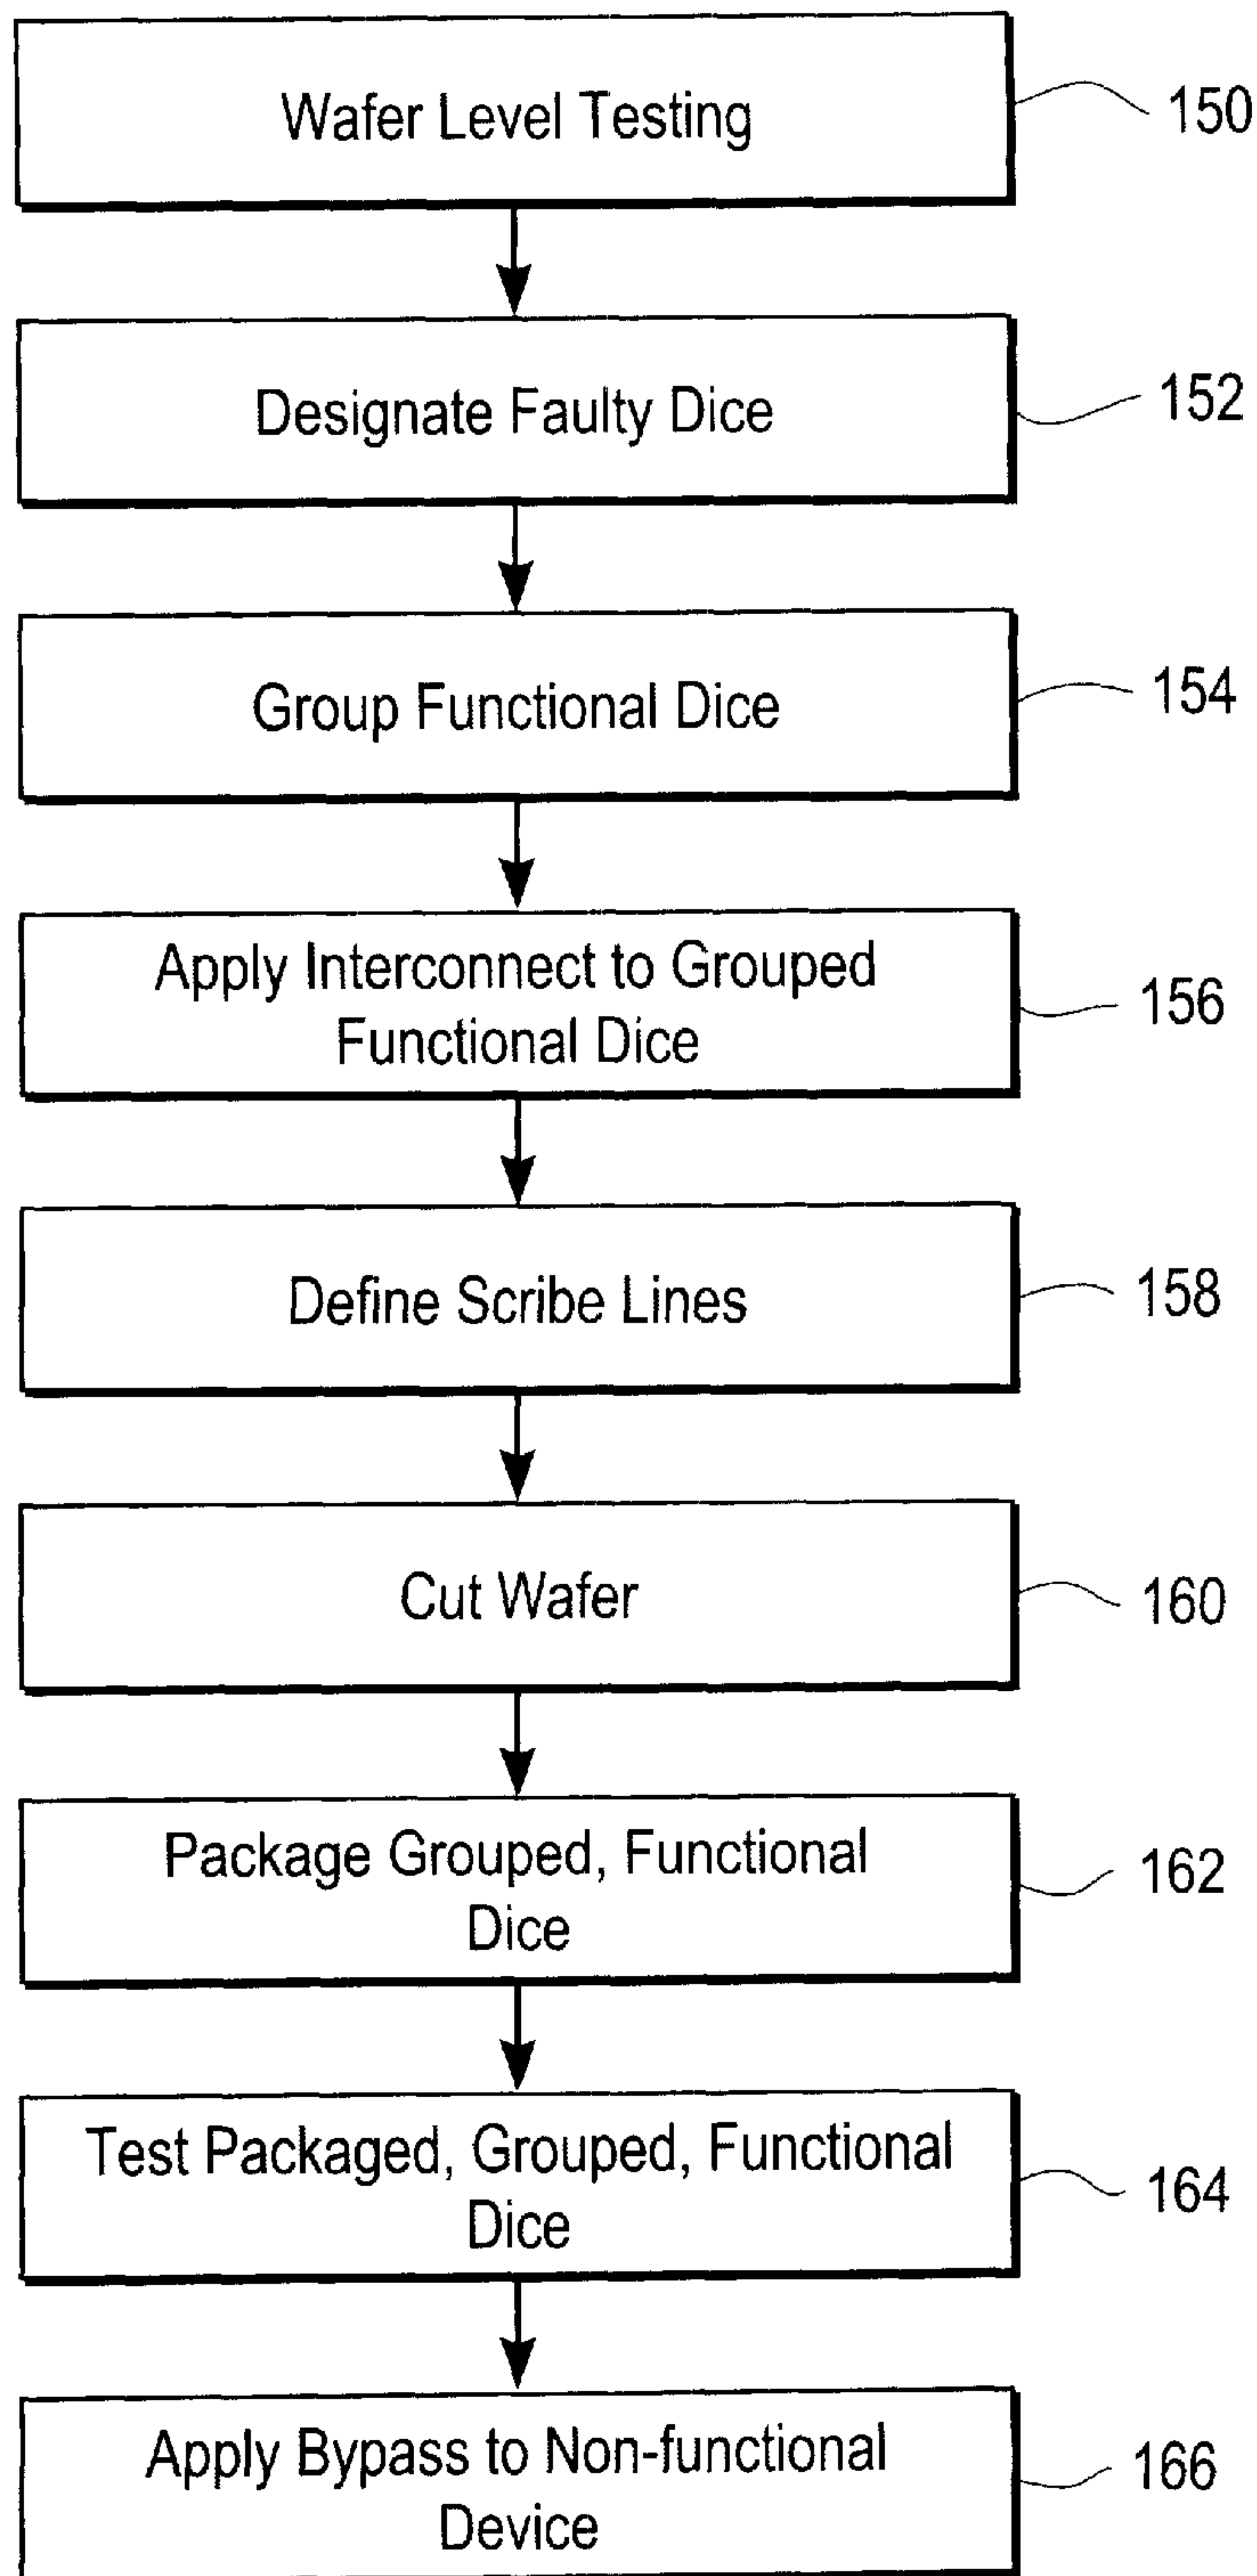 Wafer Level Testing
150
Designate Faulty Dice
152
Group Functional Dice
154
Apply Interconnect to Grouped
Functional Dice
156
Define Scribe Lines
158
Cut Wafer
160
Package Grouped, Functional
Dice
162
Test Packaged, Grouped, Functional
Dice
164
Apply Bypass to Non-functional
Device
166